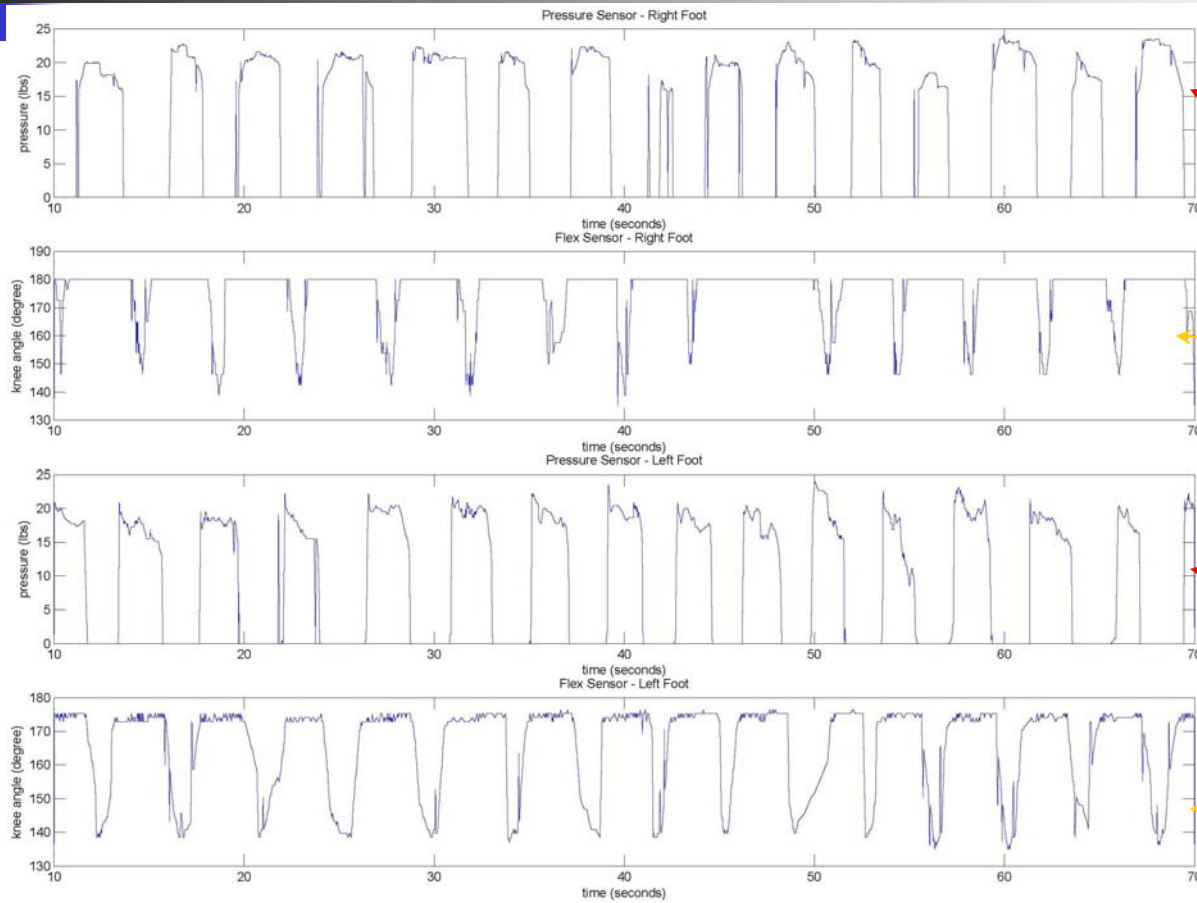 Pressure Sensor - Right Foot
pressure (lbs)
25
20
15
10
5
0
10 20 30 40 50 60 70
time (seconds)
Flex Sensor - Right Foot
knee angle (degree)
190
180
170
160
150
140
130
10 20 30 40 50 60 70
time (seconds)
Pressure Sensor - Left Foot
pressure (lbs)
25
20
15
10
5
0
10 20 30 40 50 60 70
time (seconds)
Flex Sensor - Left Foot
knee angle (degree)
180
170
160
150
140
130
10 20 30 40 50 60 70
time (seconds)